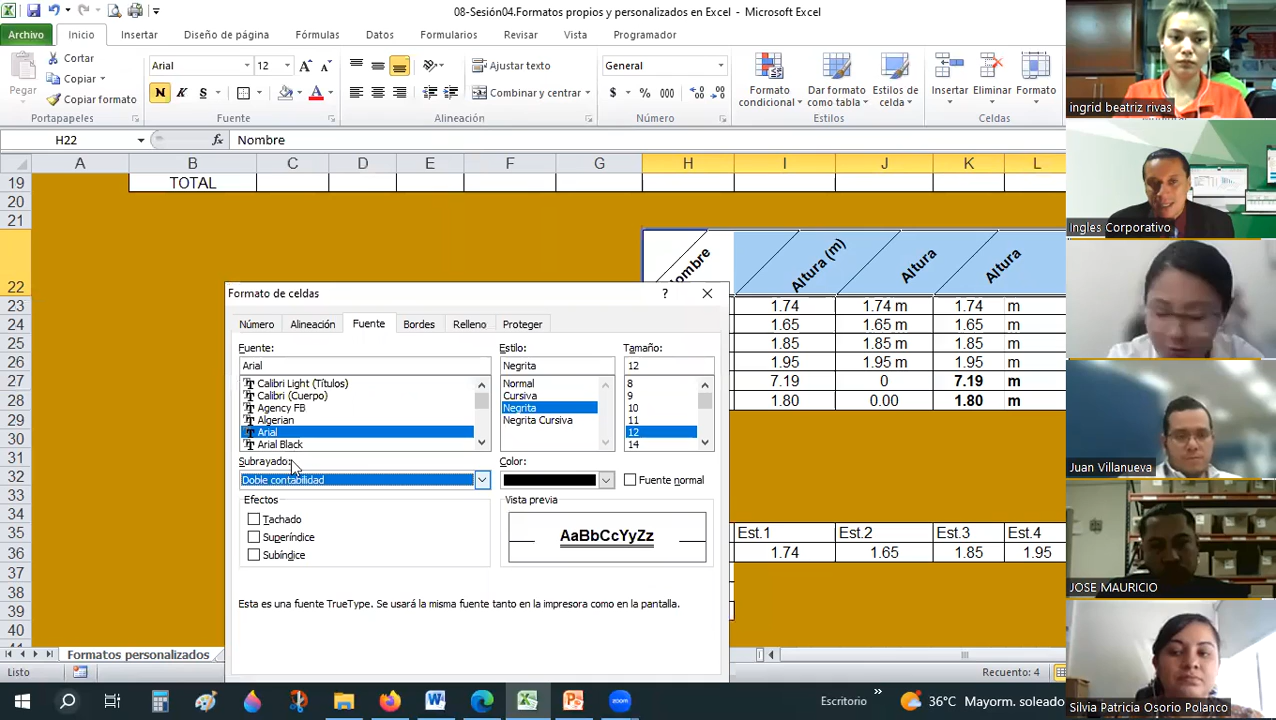 08-Sesión04.Formatos propios y personalizados en Excel - Microsoft Excel
Archivo Inicio Insertar Diseño de página Fórmulas Datos Formularios Revisar Vista Programador
Pegar Cortar Copiar Copiar formato
Arial 12
N K S
Ajustar texto
Combinar y centrar
General
$ % 000
Formato condicional
Dar formato como tabla
Estilos de celda
Insertar Eliminar Formato
Portapapeles Fuente Alineación Número Estilos Celdas
H22 fx Nombre
A B C D E F G H I J K L
19 TOTAL
20
21
22 Nombre Altura (m) Altura Altura
23 1.74 1.74 m 1.74 m
24 1.65 1.65 m 1.65 m
25 1.85 1.85 m 1.85 m
26 1.95 1.95 m 1.95 m
27 7.19 0 7.19 m
28 1.80 0.00 1.80 m
29
30
31
32
33
34
35 Est.1 Est.2 Est.3 Est.4
36 1.74 1.65 1.85 1.95
37
38
39
40
Formato de celdas ?
Número Alineación Fuente Bordes Relleno Proteger
Fuente: Estilo: Tamaño:
Arial Negrita 12
Calibri Light (Títulos) Normal 8
Calibri (Cuerpo) Cursiva 9
Agency FB Negrita 10
Algerian Negrita Cursiva 11
Arial 12
Arial Black 14
Subrayado: Color:
Doble contabilidad Fuente normal
Efectos Vista previa
Tachado
Superíndice
Subíndice
AaBbCcYyZz
Esta es una fuente TrueType. Se usará la misma fuente tanto en la impresora como en la pantalla.
Formatos personalizados
Listo Recuento: 4
Escritorio » 36°C Mayorm. soleado
zoom
ingrid beatriz rivas
Ingles Corporativo
Juan Villanueva
JOSE MAURICIO
Silvia Patricia Osorio Polanco